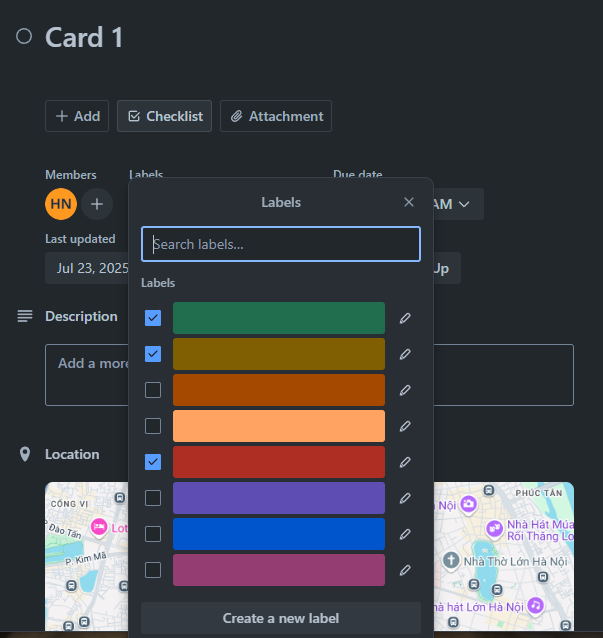 Card 1
Add
Checklist
Attachment
Members
Labels
Due date
HN
AM
Last updated
Jul 23, 2025
Up
Labels
Search labels...
Labels
Description
Add a more
Location
CỐNG VỊ
P. Đào Tấn
Lot
P. Kim Mã
PHÚC TÂN
Nội
Nhà Hát Múa
Rối Thăng Lo
Nhà Thờ Lớn Hà Nội
hát Lớn Hà Nội
Create a new label